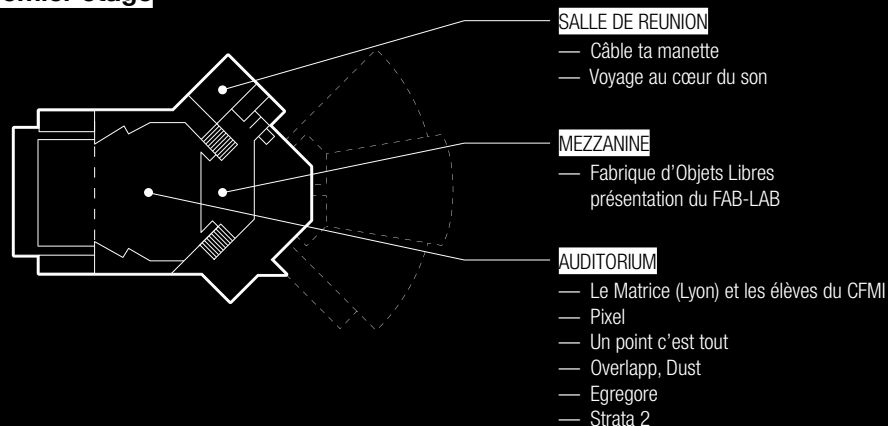 étage
SALLE DE REUNION
— Câble ta manette
— Voyage au cœur du son
MEZZANINE
— Fabrique d’Objets Libres
présentation du FAB-LAB
AUDITORIUM
— Le Matrice (Lyon) et les élèves du CFMI
— Pixel
— Un point c’est tout
— Overlapp, Dust
— Egregore
— Strata 2